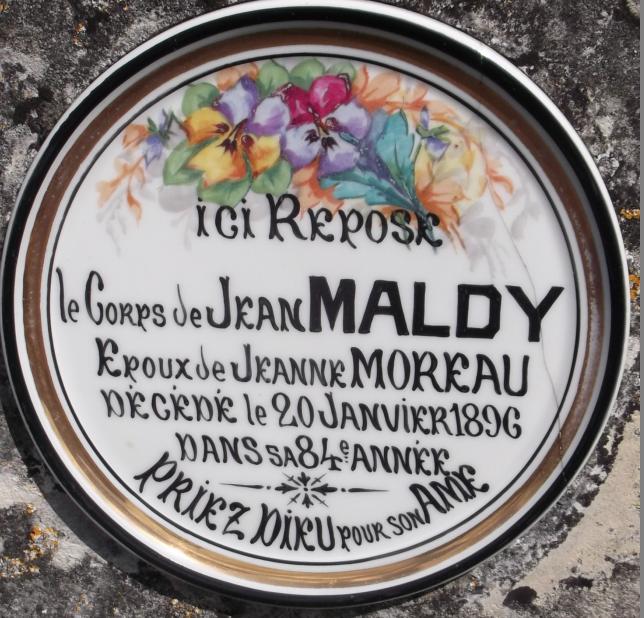 ici Repose
le Corps de Jean MALDY
Epoux de Jeanne MOREAU
DÉCÉDÉ le 20 JANVIER 1896
DANS SA 84e ANNÉE
PRIEZ DIEU POUR SON AME